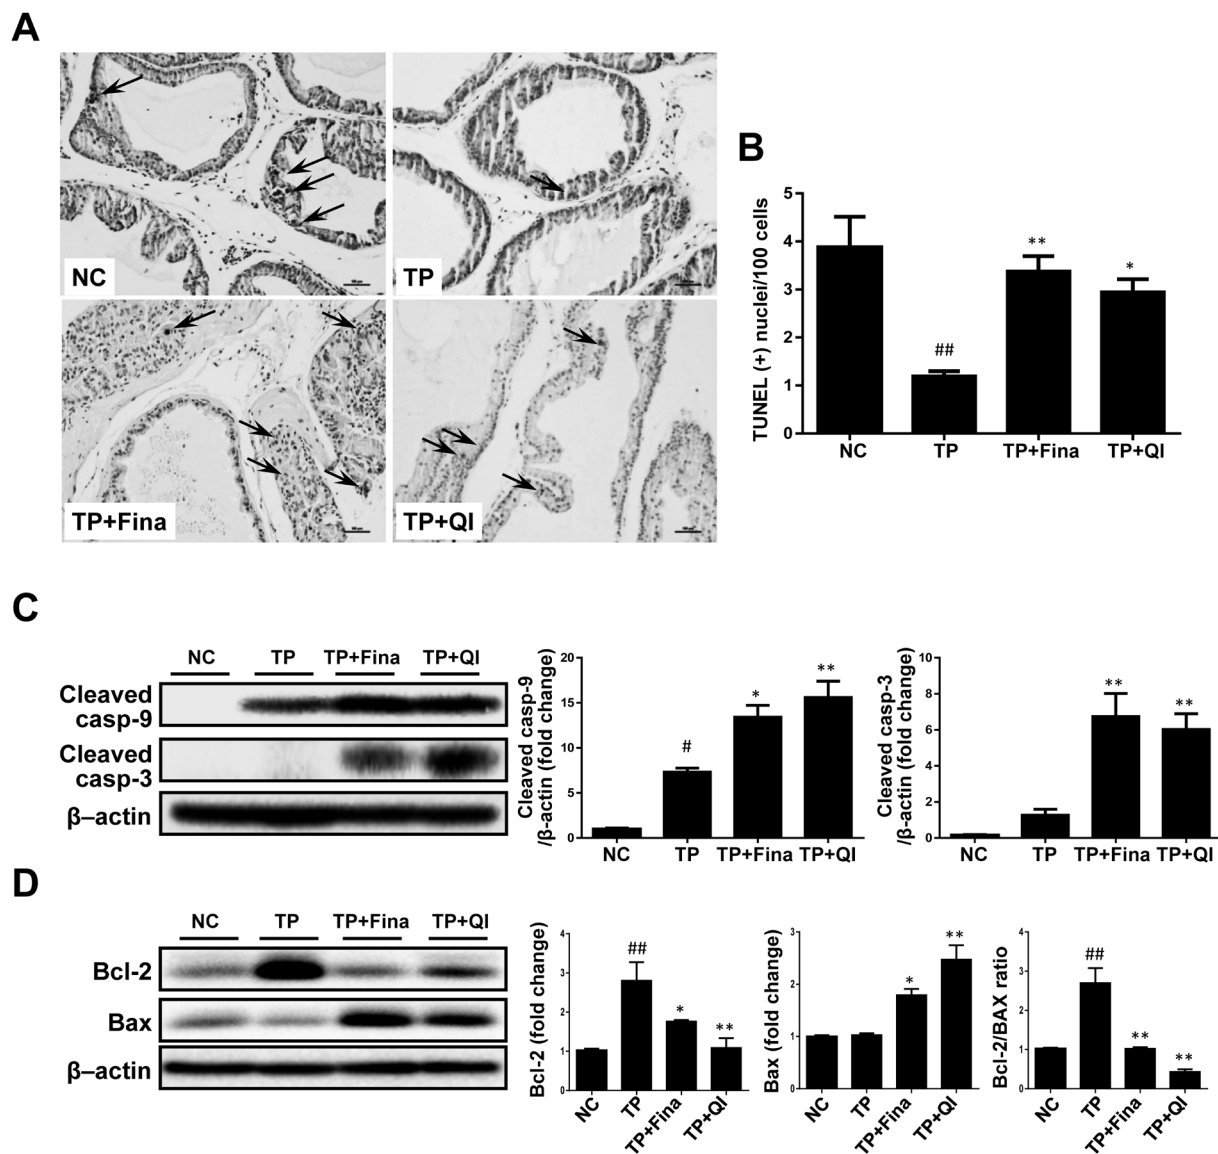 A
NC
TP
TP+Fina
TP+QI
B
TUNEL (+) nuclei/100 cells
5
4
3
2
1
0
##
**
*
NC TP TP+Fina TP+QI
C
NC TP TP+Fina TP+QI
Cleaved
casp-9
Cleaved
casp-3
β–actin
Cleaved casp-9
/β-actin (fold change)
20
15
10
5
0
#
*
**
NC TP TP+Fina TP+QI
Cleaved casp-3
/β-actin (fold change)
10
8
6
4
2
0
**
**
NC TP TP+Fina TP+QI
D
NC TP TP+Fina TP+QI
Bcl-2
Bax
β–actin
Bcl-2 (fold change)
4
3
2
1
0
##
*
**
NC TP TP+Fina TP+QI
Bax (fold change)
3
2
1
0
*
**
NC TP TP+Fina TP+QI
Bcl-2/BAX ratio
4
3
2
1
0
##
**
**
NC TP TP+Fina TP+QI